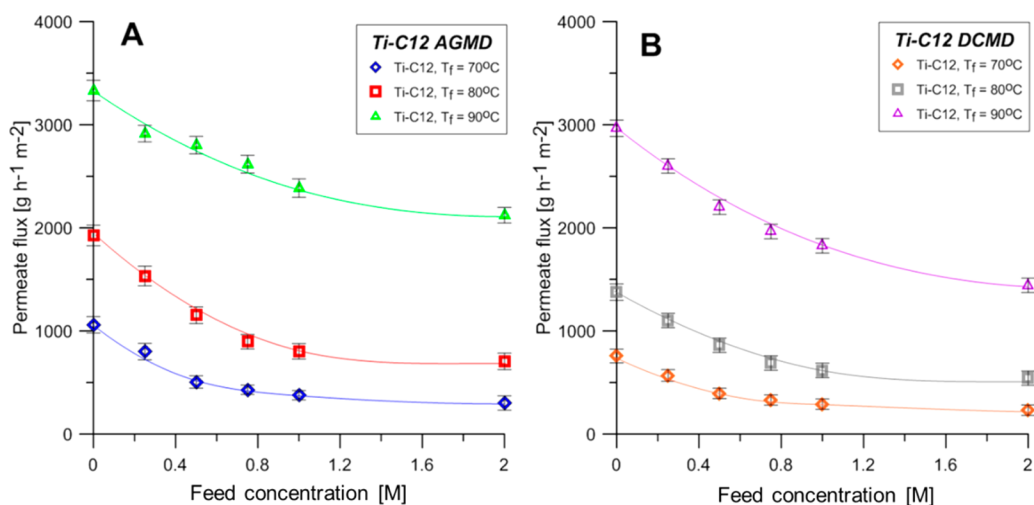 A
Ti-C12 AGMD
Ti-C12, Tf = 70ºC
Ti-C12, Tf = 80ºC
Ti-C12, Tf = 90ºC
Permeate flux [g h-1 m-2]
4000
3000
2000
1000
0
0 0.4 0.8 1.2 1.6 2
Feed concentration [M]
B
Ti-C12 DCMD
Ti-C12, Tf = 70ºC
Ti-C12, Tf = 80ºC
Ti-C12, Tf = 90ºC
Permeate flux [g h-1 m-2]
4000
3000
2000
1000
0
0 0.4 0.8 1.2 1.6 2
Feed concentration [M]